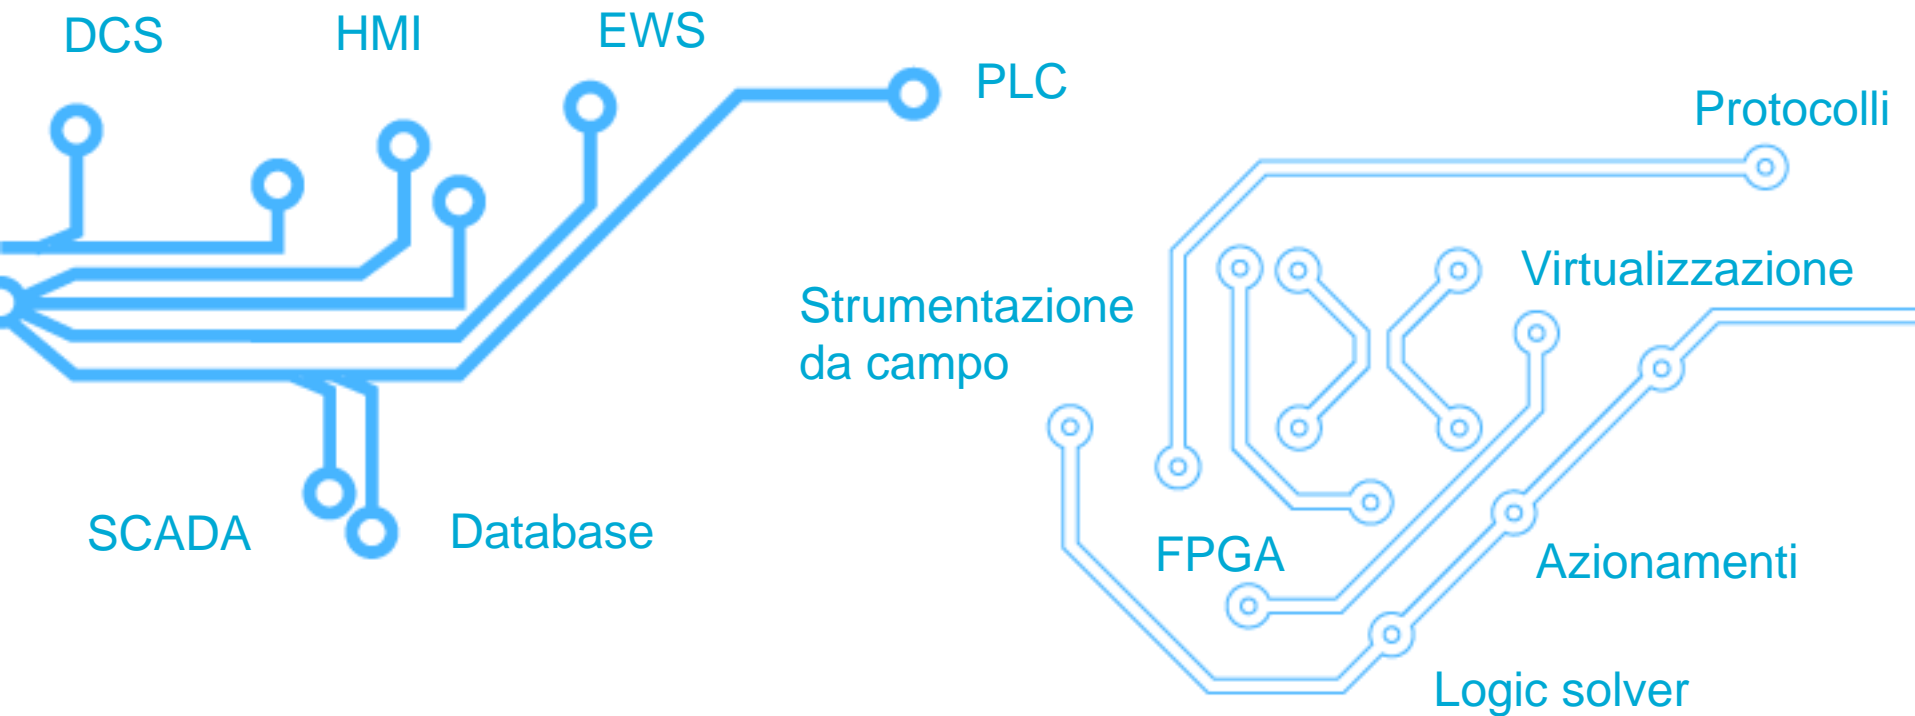 DCS
HMI
EWS
PLC
Protocolli
Virtualizzazione
Strumentazione
da campo
SCADA
Database
FPGA
Azionamenti
Logic solver